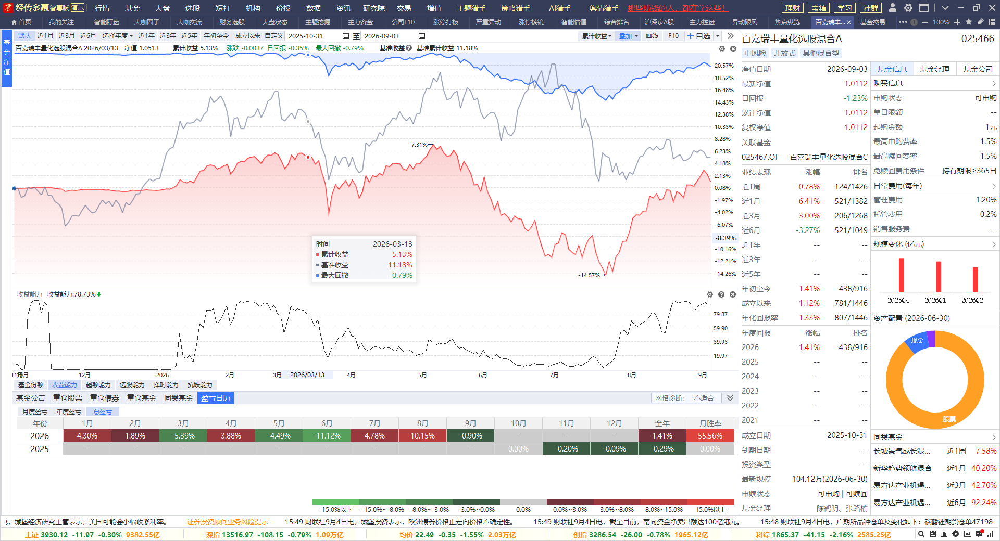 经传多赢 智尊版 演示 行情 基金 大盘 选股 短打 机构 价投 数据 资讯 研究院 交易 增值 主题猎手 策略猎手 AI猎手 舆情猎手 那些赚钱的人，都在学这些！ 理财 宝箱 学习 社群
首页 我的关注 智能盯盘 大咖圈子 大咖交流 财务选股 大盘状态 主题挖掘 主力资金 公司F10 涨停打板 严重异动 涨停棱镜 智能估值 综合排名 沪深京A股 主力控盘 异动跟风 热点纵览 百嘉瑞丰... 基金交易 100%
基金净值
默认 近1月 近3月 近6月 选择年度 近1年 近3年 近5年 年初至今 成立以来 自定义 2025-10-31 至 2026-09-03 累计收益 叠加 画线 F10 自选
百嘉瑞丰量化选股混合A 2026/03/13 净值 1.0513 累计收益 5.13% 涨跌 -0.0037 日回报 -0.35% 最大回撤 -0.79% 基准收益 基准累计收益 11.18%
20.57%
18.52%
16.48%
14.43%
12.38%
10.33%
8.28%
6.23%
4.18%
2.13%
0.08%
-1.97%
-4.02%
-6.07%
-8.39%
-10.16%
-12.21%
-14.26%
7.31%
-14.57%
时间 2026-03-13
累计收益 5.13%
基准收益 11.18%
最大回撤 -0.79%
收益能力 收益能力:78.73%
79.87
59.90
39.93
19.97
12月 2026 2月 3月 2026/03/13 4月 5月 6月 7月 8月 9月
基金份额 收益能力 超额能力 选股能力 择时能力 抗跌能力
基金公告 重仓股票 重仓债券 重仓基金 同类基金 盈亏日历 网格诊断： 不适合
月度盈亏 年度盈亏 总盈亏
年份 1月 2月 3月 4月 5月 6月 7月 8月 9月 10月 11月 12月 全年 月胜率
2026 4.30% 1.89% -5.39% 3.88% -4.49% -11.12% 4.78% 10.15% -0.90% - - - 1.41% 55.56%
2025 - - - - - - - - - 0.00% -0.20% -0.09% -0.29% 0.00%
-15.0%以下 -15.0%~-8.0% -8.0%~-3.0% -3.0%~0.0% 0.0% 0.0%~3.0% 3.0%~8.0% 8.0%~15.0% 15.0%以上
百嘉瑞丰量化选股混合A 025466
中风险 开放式 其他混合型
净值日期 2026-09-03
最新净值 1.0112
日回报 -1.23%
累计净值 1.0112
复权净值 1.0112
关联基金
025467.OF 百嘉瑞丰量化选股混合C
业绩表现 涨幅 排名
近1周 0.78% 124/1426
近1月 6.41% 521/1382
近3月 3.00% 206/1268
近6月 -3.27% 521/1049
近1年 -- --
近3年 -- --
近5年 -- --
年初至今 1.41% 438/916
成立以来 1.12% 781/1446
年化回报率 1.33% 807/1446
年度回报 涨幅 排名
2026 1.41% 438/916
2025 -- --
2024 -- --
2023 -- --
2022 -- --
2021 -- --
成立日期 2025-10-31
到期日期 --
投资类型 --
最新规模 104.12万(2026-06-30)
申赎状态 可申购 | 可赎回
基金经理 陈鹤明、张路榆
基金信息 基金经理 基金公司
购买信息
申购状态 可申购
单日限额 --
起购金额 1元
最高申购费率 1.5%
最高赎回费率 1.5%
免赎回费用条件 持有期限≥365日
日常费用(每年)
管理费用 1.20%
托管费用 0.2%
销售服务费 --
规模变化 (亿元)
2025Q4 2026Q1 2026Q2
资产配置 (2026-06-30)
现金
股票
同类基金
长城景气成长混... 近1周 7.58%
新华趋势领航混合 近1月 40.20%
易方达产业机遇... 近3月 42.70%
易方达产业机遇... 近6月 92.24%
，城堡经济研究主管表示，美国可能会小幅收紧利率。 证券投资顾问业务风险提示 15:49 财联社9月4日电，城堡投资表示，欧洲债券价格正走向价格不确定性。 15:49 财联社9月4日电，截至目前，南向资金净卖出额达100亿港元。 15:48 财联社9月4日电，广期所品种仓单及变化如下：碳酸锂期货仓单47198
上证 3930.12 -11.97 -0.30% 9382.55亿 深指 13516.97 -108.15 -0.79% 1.09万亿 均价 22.49 -0.35 -1.55% 2.03万亿 创指 3286.54 -26.00 -0.78% 1965.12亿 科综 1865.37 -41.15 -2.16% 2585.25亿